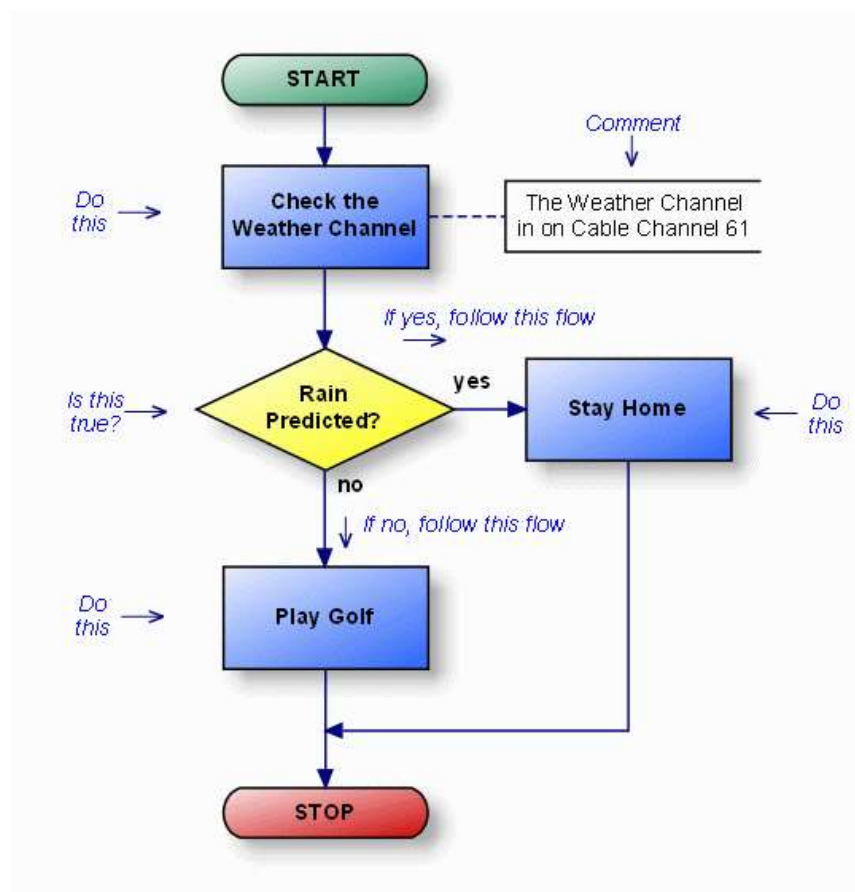 START
Comment
Do
this
Check the
Weather Channel
The Weather Channel
in on Cable Channel 61
If yes, follow this flow
Is this
true?
Rain
Predicted?
yes
Stay Home
Do
this
no
If no, follow this flow
Do
this
Play Golf
STOP